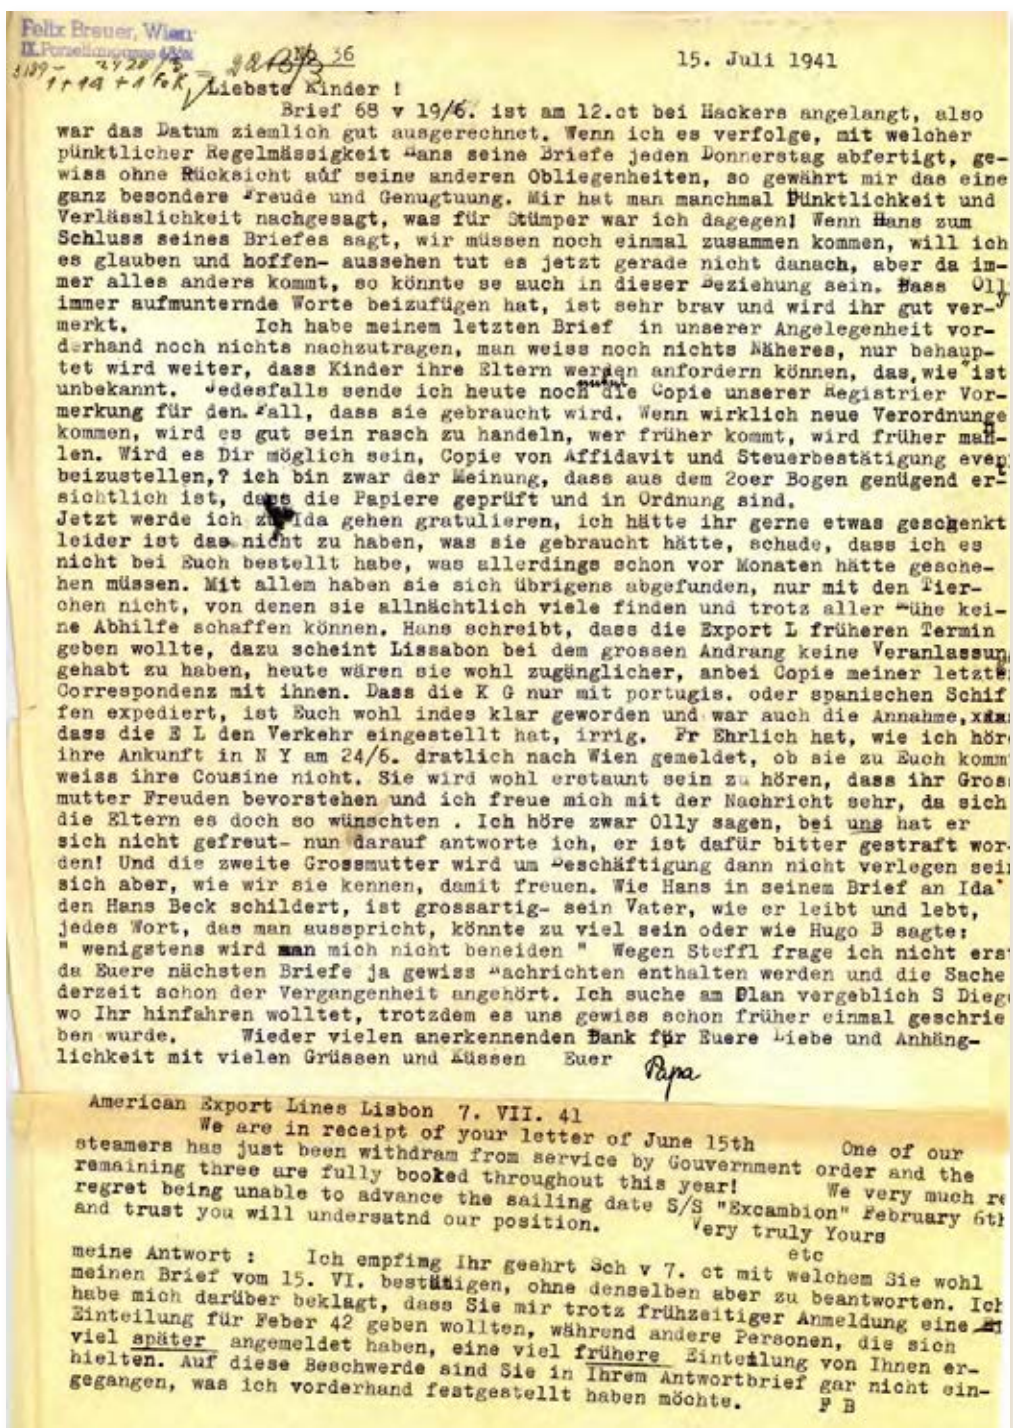 Felix Breuer, Wien
IX. Porzellangasse
No 36
15. Juli 1941
Liebste Kinder !
Brief 68 v 19/6. ist am 12.ct bei Hackers angelangt, also
war das Datum ziemlich gut ausgerechnet. Wenn ich es verfolge, mit welcher
pünktlicher Regelmässigkeit Hans seine Briefe jeden Donnerstag abfertigt, ge-
wiss ohne Rücksicht auf seine anderen Obliegenheiten, so gewährt mir das eine
ganz besondere Freude und Genugtuung. Mir hat man manchmal Pünktlichkeit und
Verlässlichkeit nachgesagt, was für Stümper war ich dagegen! Wenn Hans zum
Schluss seines Briefes sagt, wir müssen noch einmal zusammen kommen, will ich
es glauben und hoffen- aussehen tut es jetzt gerade nicht danach, aber da im-
mer alles anders kommt, so könnte se auch in dieser Beziehung sein. Dass Olly
immer aufmunternde Worte beizufügen hat, ist sehr brav und wird ihr gut ver-
merkt. Ich habe meinem letzten Brief in unserer Angelegenheit vor-
derhand noch nichts nachzutragen, man weiss noch nichts Näheres, nur behaup-
tet wird weiter, dass Kinder ihre Eltern werden anfordern können, das wie ist
unbekannt. Jedesfalls sende ich heute noch die Copie unserer Registrier Vor-
merkung für den Fall, dass sie gebraucht wird. Wenn wirklich neue Verordnunge
kommen, wird es gut sein rasch zu handeln, wer früher kommt, wird früher mah-
len. Wird es Dir möglich sein, Copie von Affidavit und Steuerbestätigung even
beizustellen,? ich bin zwar der Meinung, dass aus dem 2oer Bogen genügend er-
sichtlich ist, dass die Papiere geprüft und in Ordnung sind.
Jetzt werde ich zu Ida gehen gratulieren, ich hätte ihr gerne etwas geschenkt
leider ist das nicht zu haben, was sie gebraucht hätte, schade, dass ich es
nicht bei Euch bestellt habe, was allerdings schon vor Monaten hätte gesche-
hen müssen. Mit allem haben sie sich übrigens abgefunden, nur mit den Tier-
chen nicht, von denen sie allnächtlich viele finden und trotz aller Mühe kei-
ne Abhilfe schaffen können. Hans schreibt, dass die Export L früheren Termin
geben wollte, dazu scheint Lissabon bei dem grossen Andrang keine Veranlassung
gehabt zu haben, heute wären sie wohl zugänglicher, anbei Copie meiner letzte
Correspondenz mit ihnen. Dass die K G nur mit portugis. oder spanischen Schif
fen expediert, ist Euch wohl indes klar geworden und war auch die Annahme,
dass die E L den Verkehr eingestellt hat, irrig. Fr Ehrlich hat, wie ich höre
ihre Ankunft in N Y am 24/6. dratlich nach Wien gemeldet, ob sie zu Euch komm
weiss ihre Cousine nicht. Sie wird wohl erstaunt sein zu hören, dass ihr Gros
mutter Freuden bevorstehen und ich freue mich mit der Nachricht sehr, da sich
die Eltern es doch so wünschten . Ich höre zwar Olly sagen, bei uns hat er
sich nicht gefreut- nun darauf antworte ich, er ist dafür bitter gestraft wor-
den! Und die zweite Grossmutter wird um Beschäftigung dann nicht verlegen sein
sich aber, wie wir sie kennen, damit freuen. Wie Hans in seinem Brief an Ida
den Hans Beck schildert, ist grossartig- sein Vater, wie er leibt und lebt,
jedes Wort, das man ausspricht, könnte zu viel sein oder wie Hugo B sagte:
" wenigstens wird man mich nicht beneiden " Wegen Steffl frage ich nicht erst
da Euere nächsten Briefe ja gewiss Nachrichten enthalten werden und die Sache
derzeit schon der Vergangenheit angehört. Ich suche am Plan vergeblich S Dieg
wo Ihr hinfahren wolltet, trotzdem es uns gewiss schon früher einmal geschrie
ben wurde. Wieder vielen anerkennenden Dank für Euere Liebe und Anhäng-
lichkeit mit vielen Grüssen und Küssen Euer
Papa
American Export Lines Lisbon 7. VII. 41
We are in receipt of your letter of June 15th One of our
steamers has just been withdram from service by Gouvernment order and the
remaining three are fully booked throughout this year! We very much re
regret being unable to advance the sailing date S/S "Excambion" February 6th
and trust you will undersatnd our position. Very truly Yours
etc
meine Antwort : Ich empfing Ihr geehrt Sch v 7. ct mit welchem Sie wohl
meinen Brief vom 15. VI. bestätigen, ohne denselben aber zu beantworten. Ich
habe mich darüber beklagt, dass Sie mir trotz frühzeitiger Anmeldung eine
Einteilung für Feber 42 geben wollten, während andere Personen, die sich
viel später angemeldet haben, eine viel frühere Einteilung von Ihnen er-
hielten. Auf diese Beschwerde sind Sie in Ihrem Antwortbrief gar nicht ein-
gegangen, was ich vorderhand festgestellt haben möchte. F B